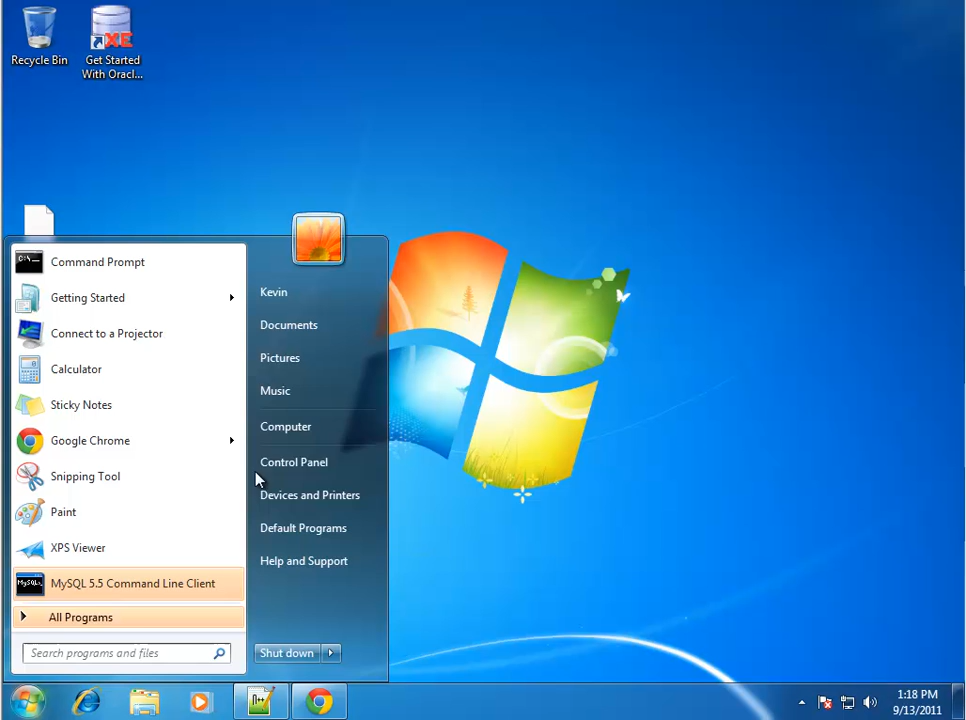 Recycle Bin
Get Started
With Oracl...
XE
Command Prompt
Getting Started
Connect to a Projector
Calculator
Sticky Notes
Google Chrome
Snipping Tool
Paint
XPS Viewer
MySQL 5.5 Command Line Client
All Programs
Search programs and files
Kevin
Documents
Pictures
Music
Computer
Control Panel
Devices and Printers
Default Programs
Help and Support
Shut down
1:18 PM
9/13/2011